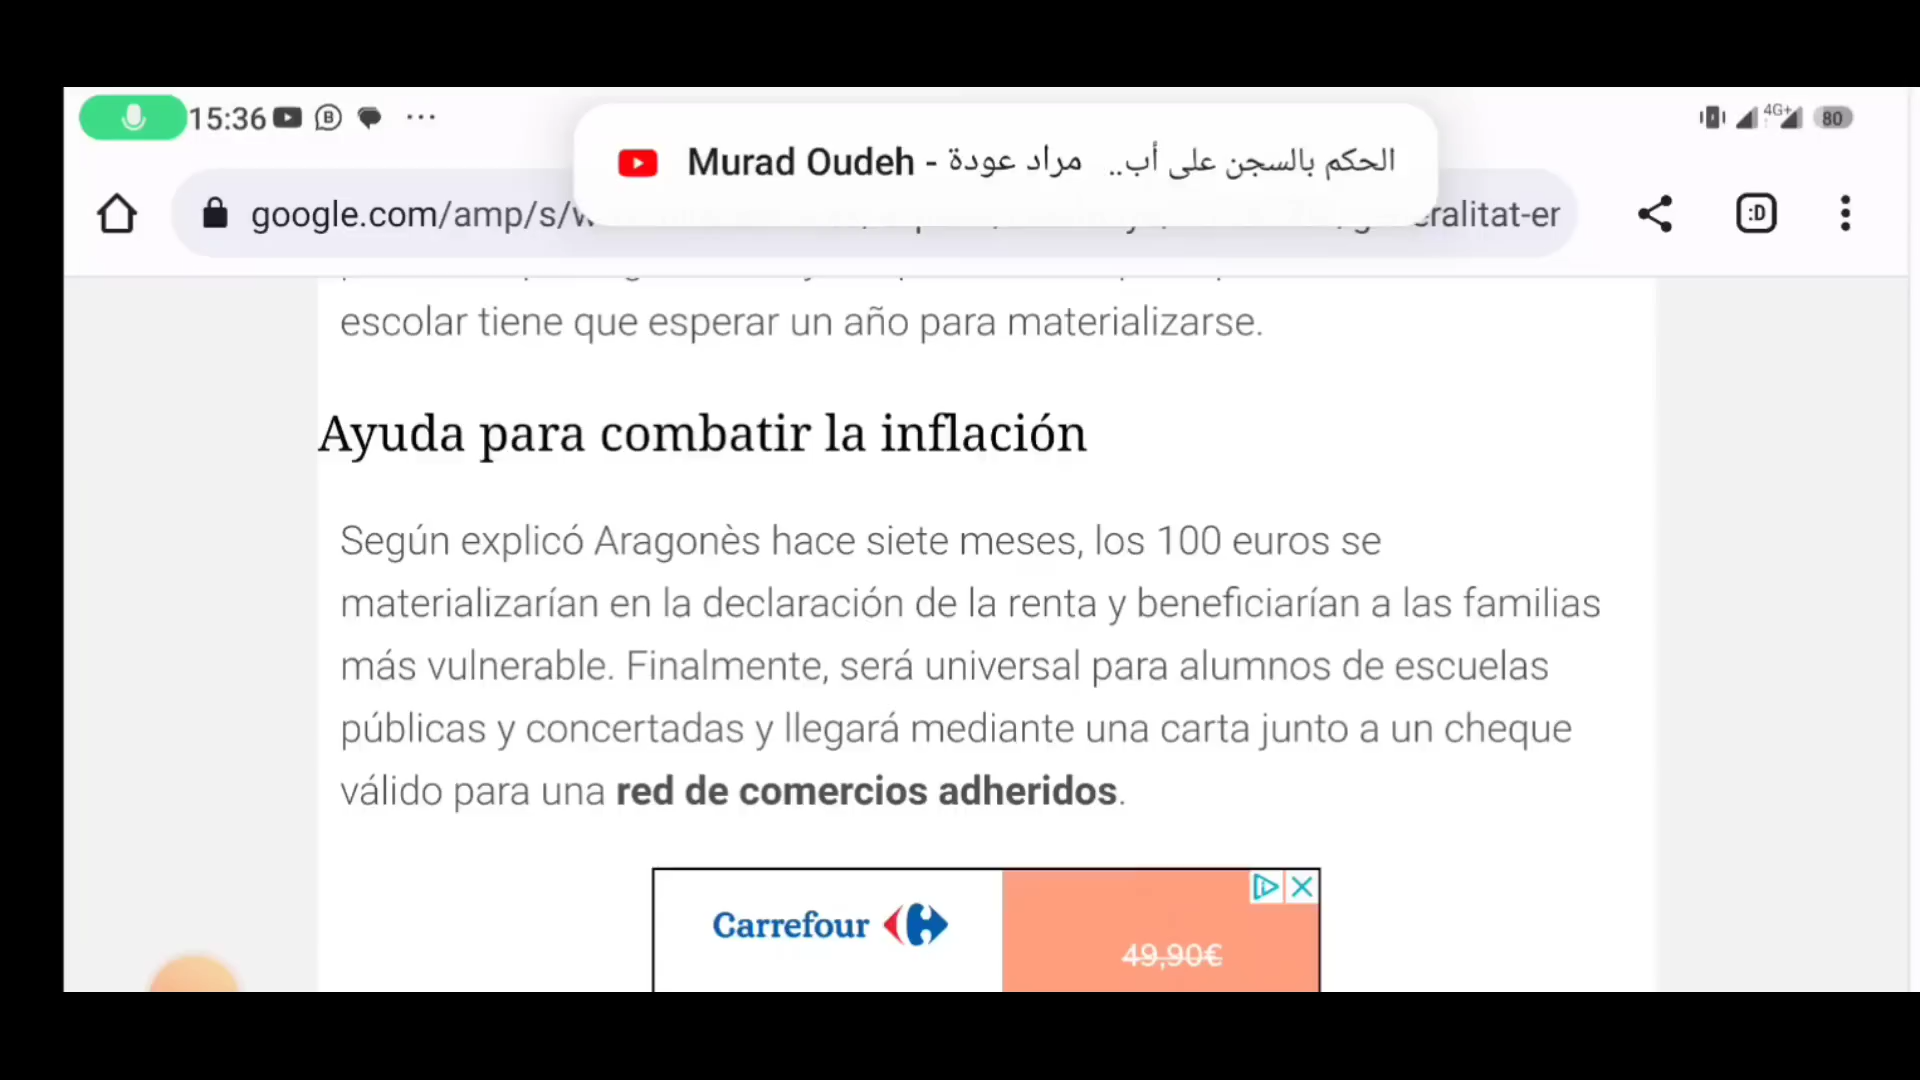 15:36
4G+
80
Murad Oudeh - مراد عودة الحكم بالسجن على أب..
google.com/amp/s/w
eralitat-er
:D
escolar tiene que esperar un año para materializarse.
Ayuda para combatir la inflación
Según explicó Aragonès hace siete meses, los 100 euros se
materializarían en la declaración de la renta y beneficiarían a las familias
más vulnerable. Finalmente, será universal para alumnos de escuelas
públicas y concertadas y llegará mediante una carta junto a un cheque
válido para una red de comercios adheridos.
Carrefour
49,90€